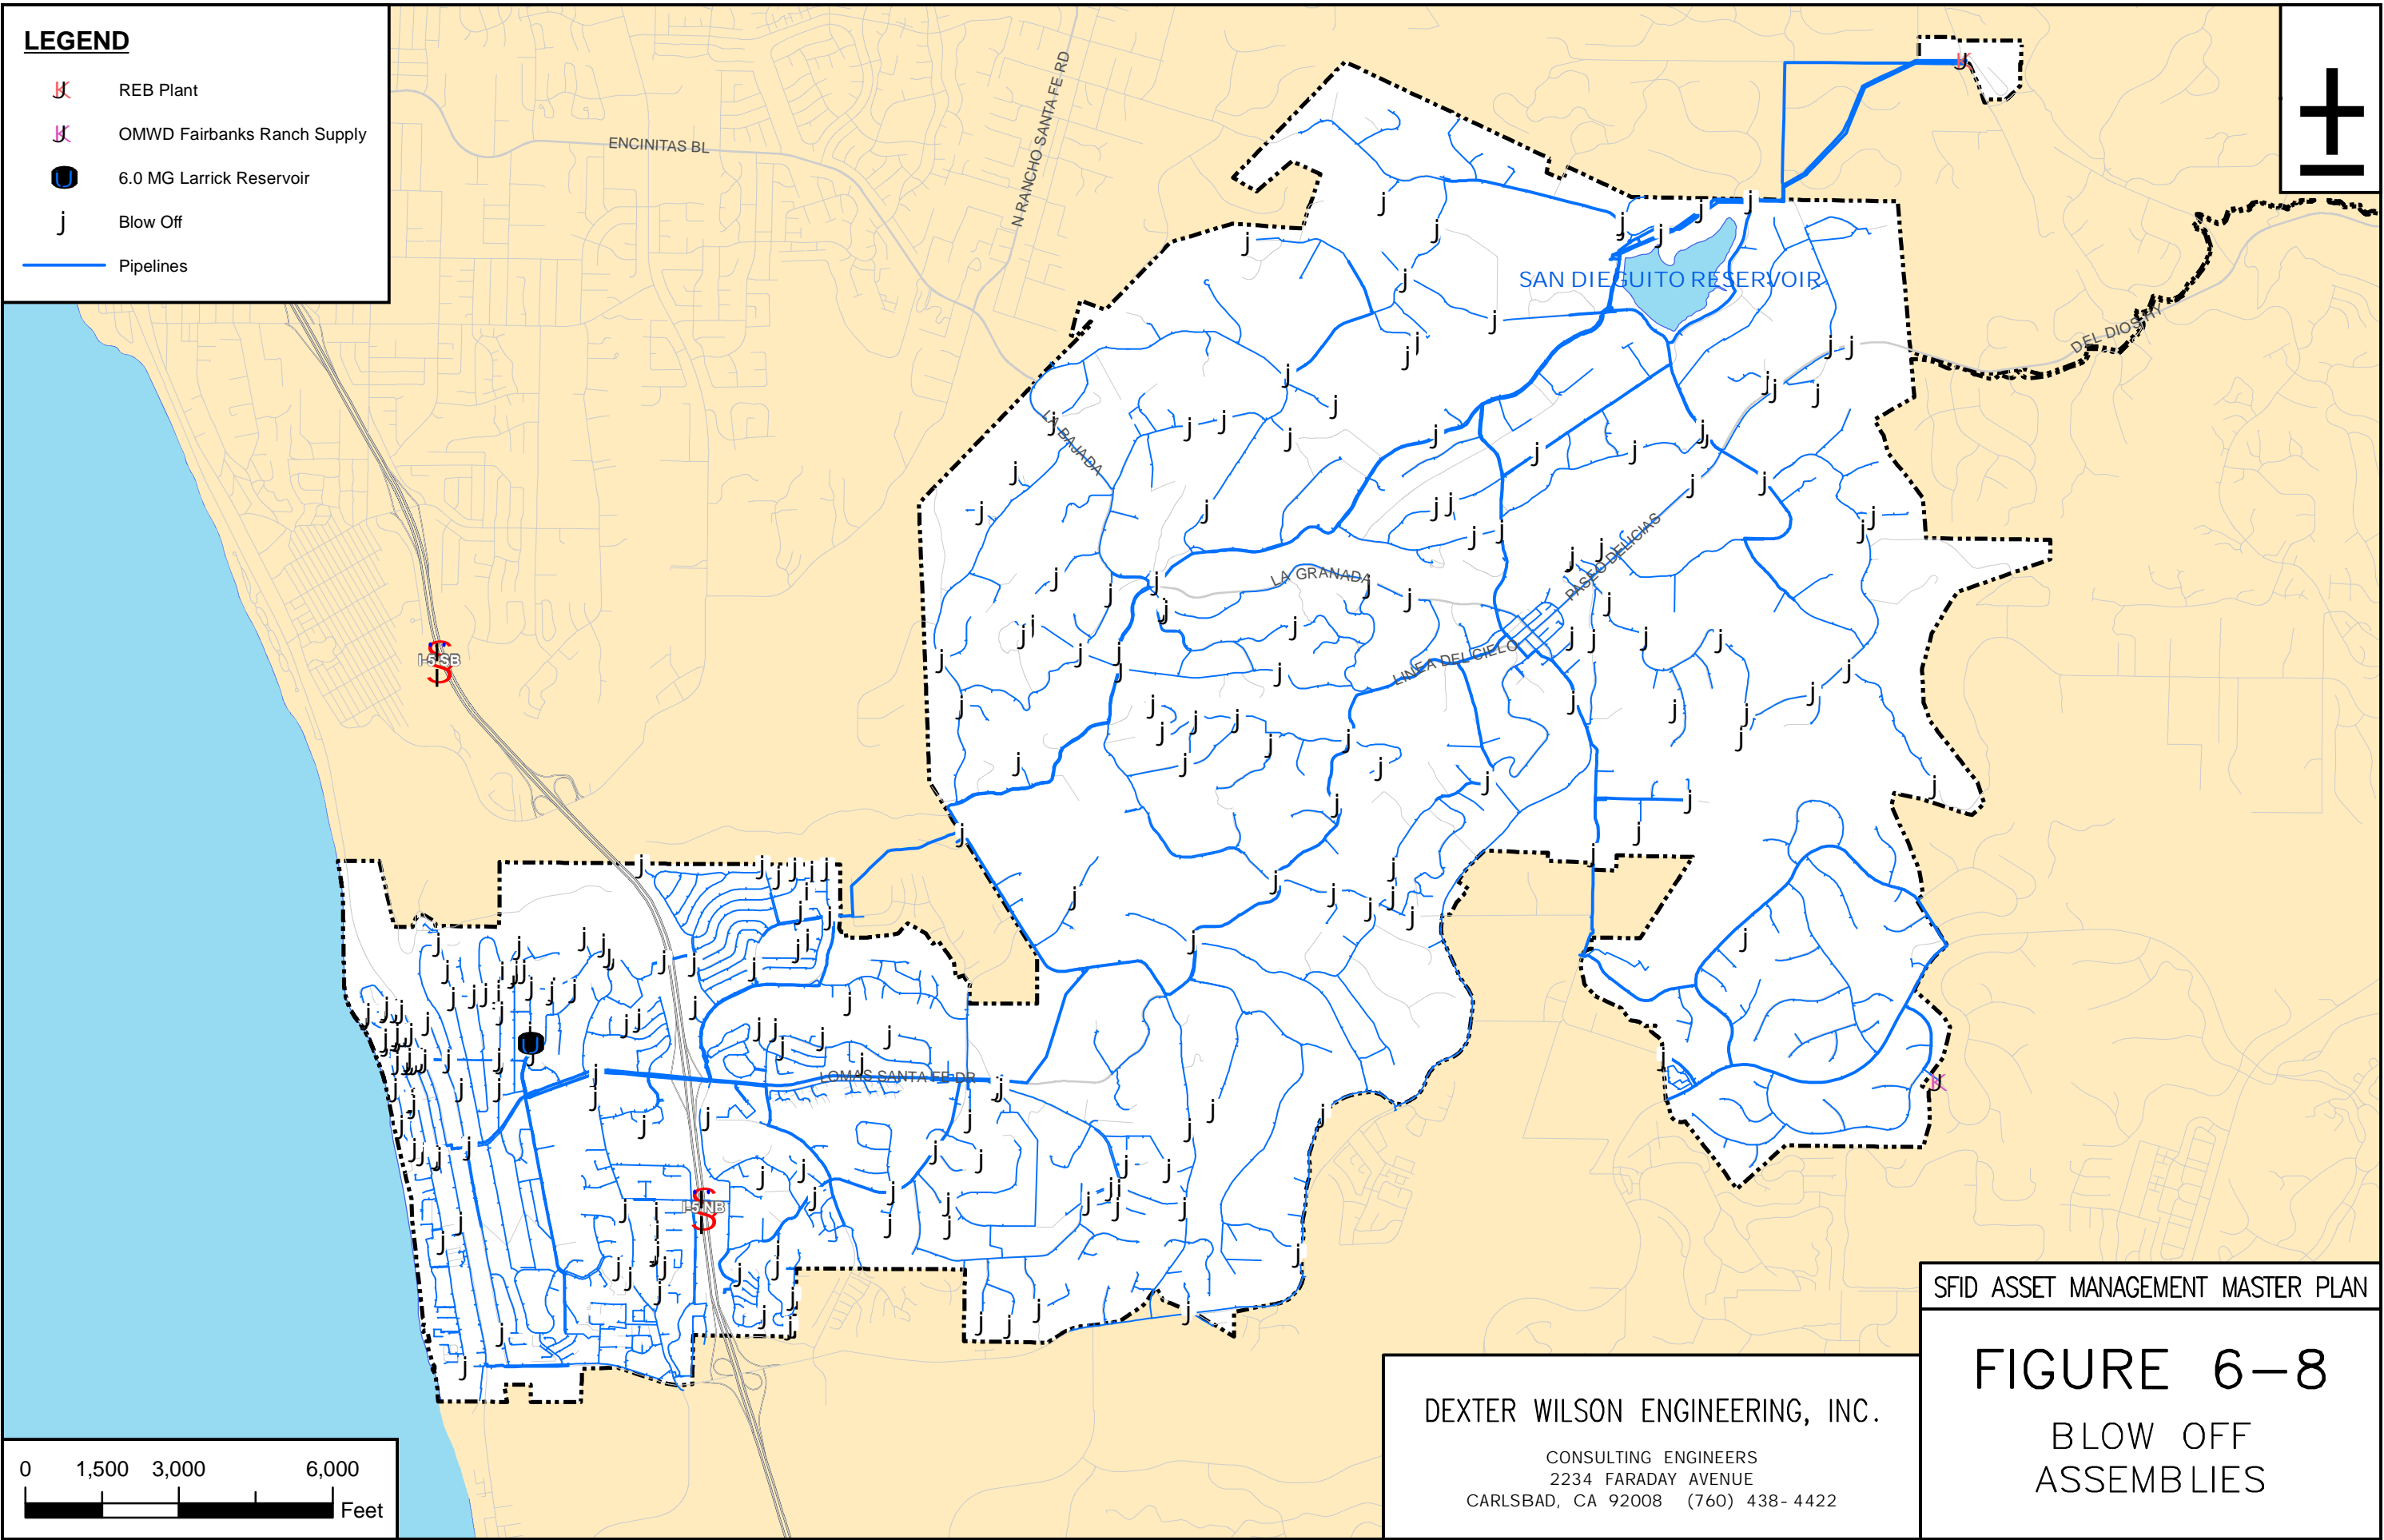 LEGEND
REB Plant
OMWD Fairbanks Ranch Supply
6.0 MG Larrick Reservoir
j Blow Off
Pipelines
ENCINITAS BL
N RANCHO SANTA FE RD
SAN DIEGUITO RESERVOIR
DEL DIOS HY
LA BAJADA
LA GRANADA
PASEO DELICIAS
LINEA DEL CIELO
I-5 SB
LOMAS SANTA FE DR
I-5 NB
0 1,500 3,000 6,000
Feet
DEXTER WILSON ENGINEERING, INC.
CONSULTING ENGINEERS
2234 FARADAY AVENUE
CARLSBAD, CA 92008 (760) 438-4422
SFID ASSET MANAGEMENT MASTER PLAN
FIGURE 6-8
BLOW OFF
ASSEMBLIES